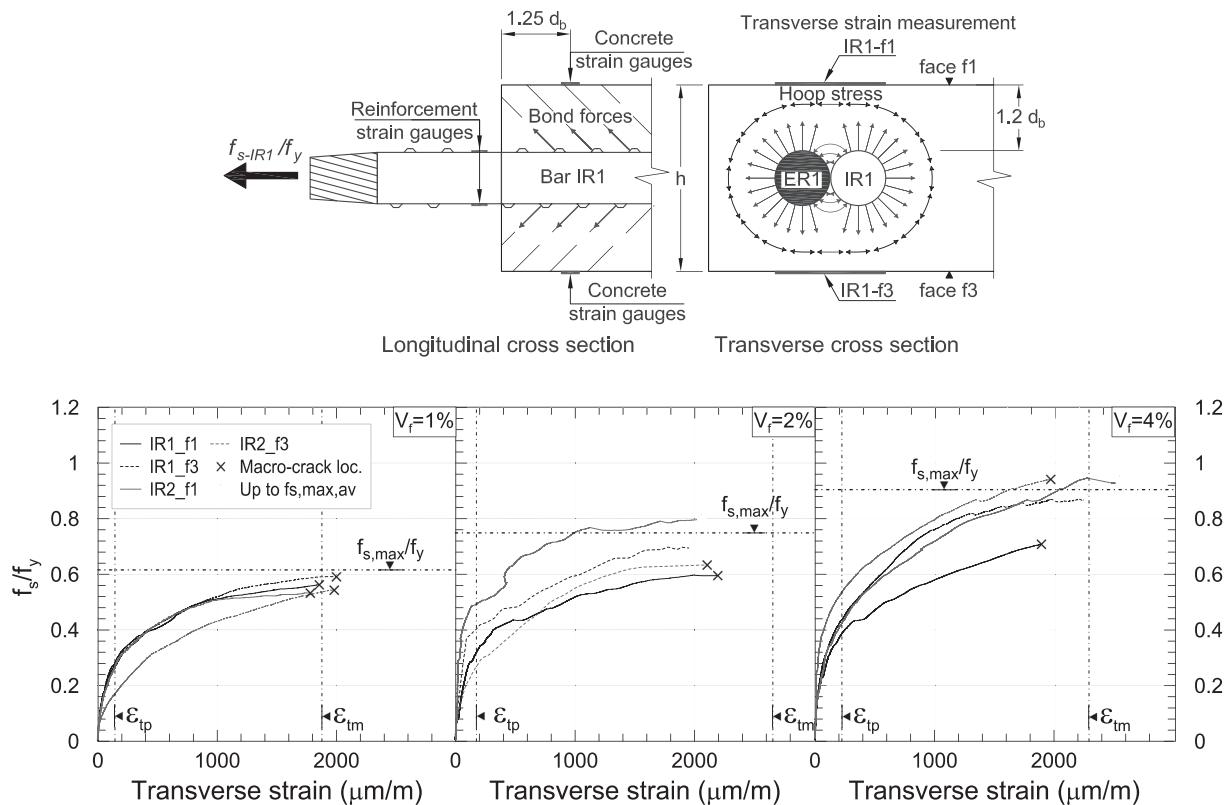 1.25 d_b
Concrete
strain gauges
Transverse strain measurement
IR1-f1
face f1
Hoop stress
Reinforcement
strain gauges
Bond forces
1.2 d_b
f_s-IR1/f_y
Bar IR1
h
ER1
IR1
Concrete
strain gauges
IR1-f3
face f3
Longitudinal cross section
Transverse cross section
f_s/f_y
1.2
1
0.8
0.6
0.4
0.2
0
V_f=1%
IR1_f1
IR1_f3
IR2_f1
IR2_f3
Macro-crack loc.
Up to fs,max,av
f_s,max/f_y
ε_tp
ε_tm
0
1000
2000
Transverse strain (μm/m)
V_f=2%
f_s,max/f_y
ε_tp
ε_tm
0
1000
2000
Transverse strain (μm/m)
V_f=4%
f_s,max/f_y
ε_tp
ε_tm
0
1000
2000
Transverse strain (μm/m)
1.2
1
0.8
0.6
0.4
0.2
0